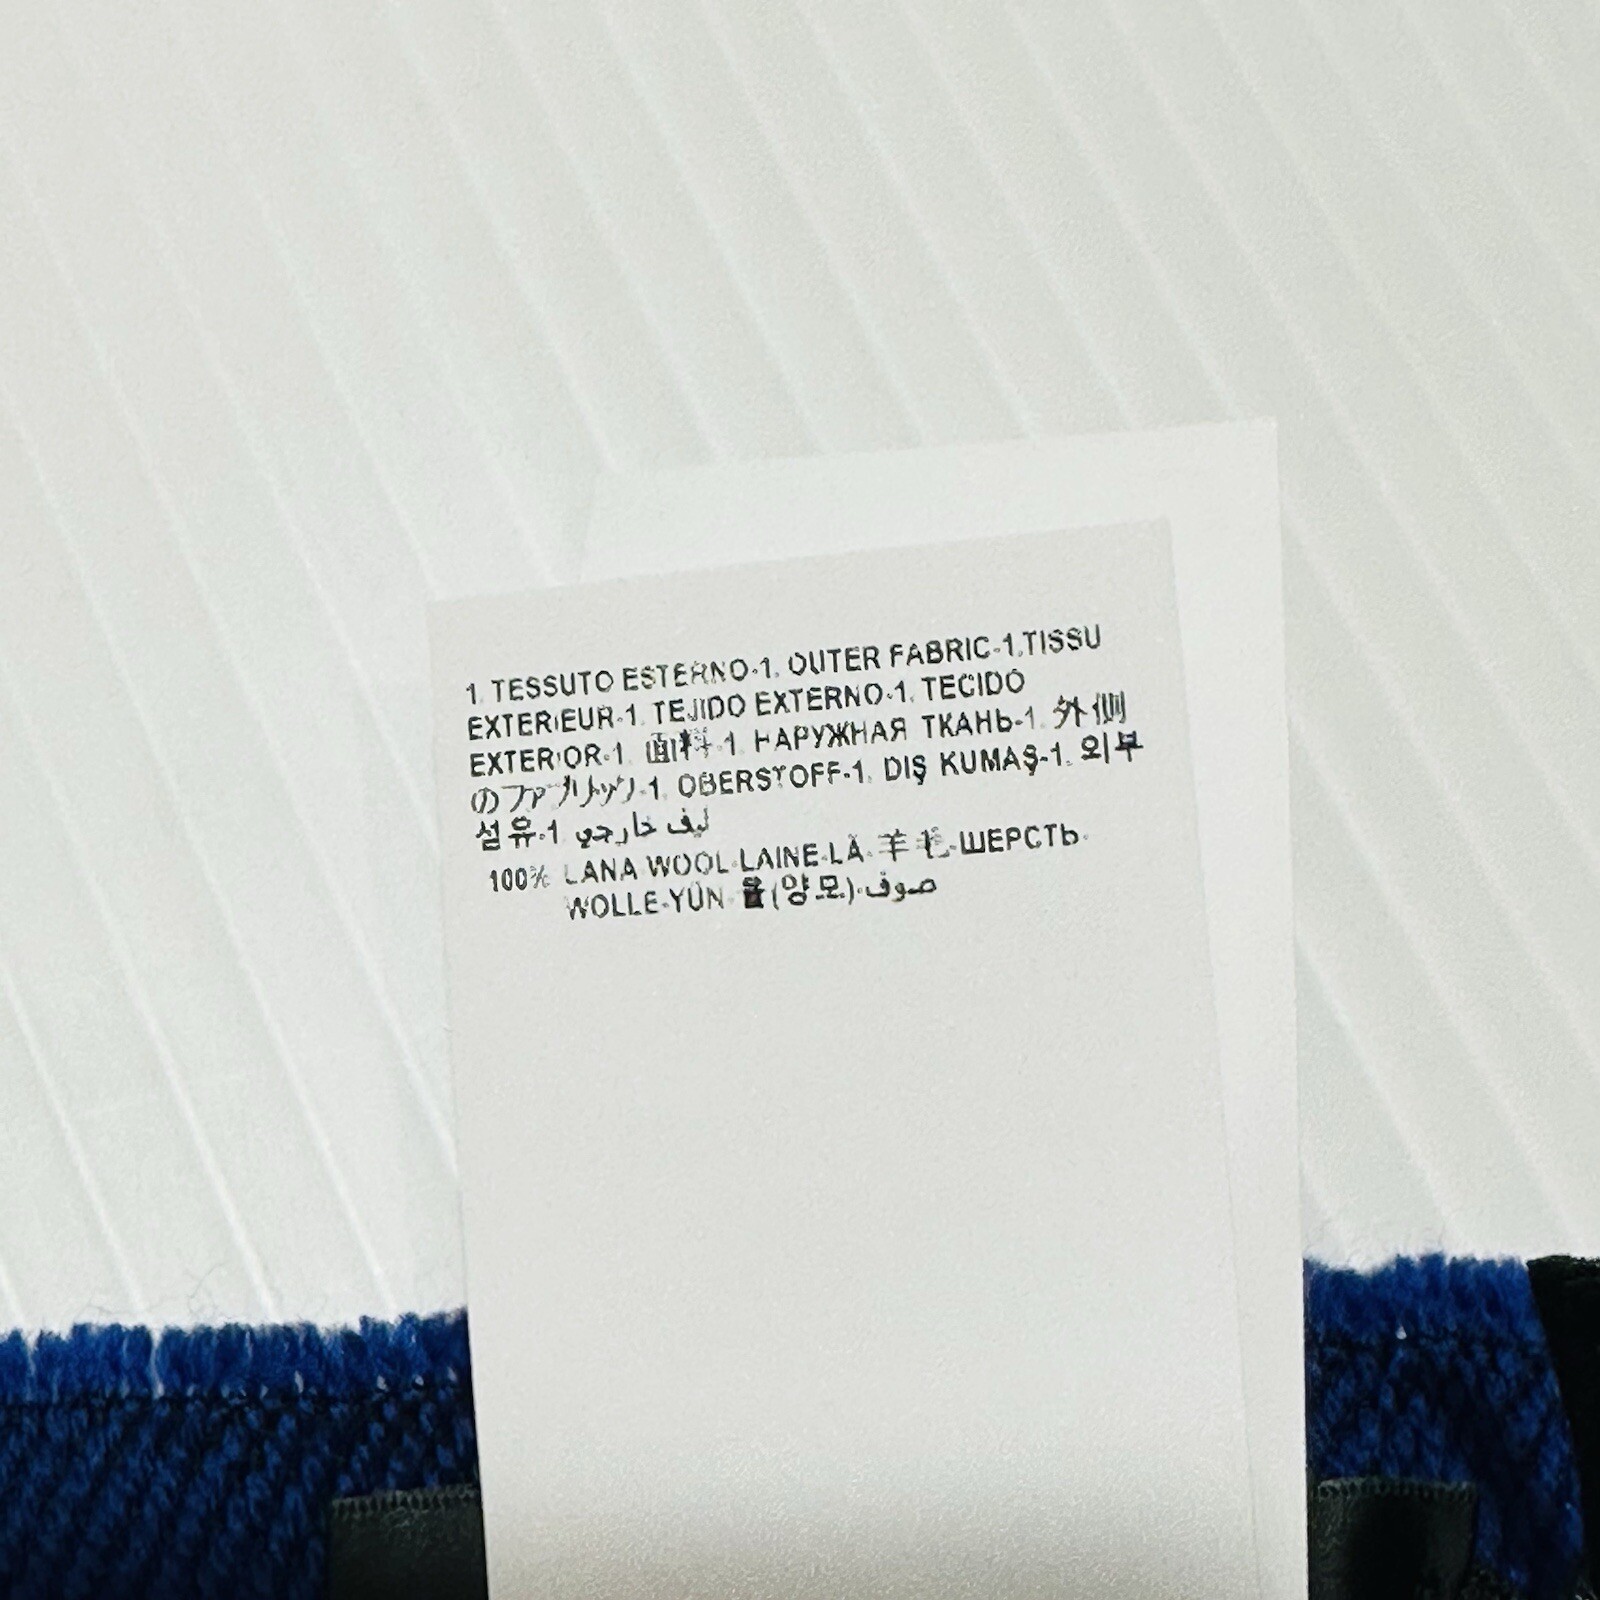 1. TESSUTO ESTERNO-1. OUTER FABRIC-1.TISSU
EXTERIEUR-1. TEJIDO EXTERNO-1. TECIDO
EXTERIOR-1. 面料-1. НАРУЖНАЯ ТКАНЬ-1. 外側
のファブリック-1. OBERSTOFF-1. DIŞ KUMAŞ-1. 외부
섬유-1. ليف خارجي
100% LANA-WOOL-LAINE-LÃ-羊毛-ШЕРСТЬ-
WOLLE-YÜN-울(양모)-صوف